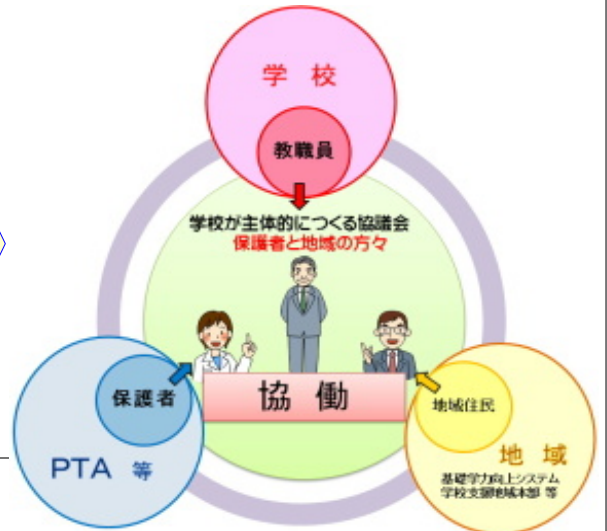 学校
教職員
学校が主体的につくる協議会
保護者と地域の方々
〉
協働
保護者
PTA 等
地域住民
地域
基礎学力向上システム
学校支援地域本部 等